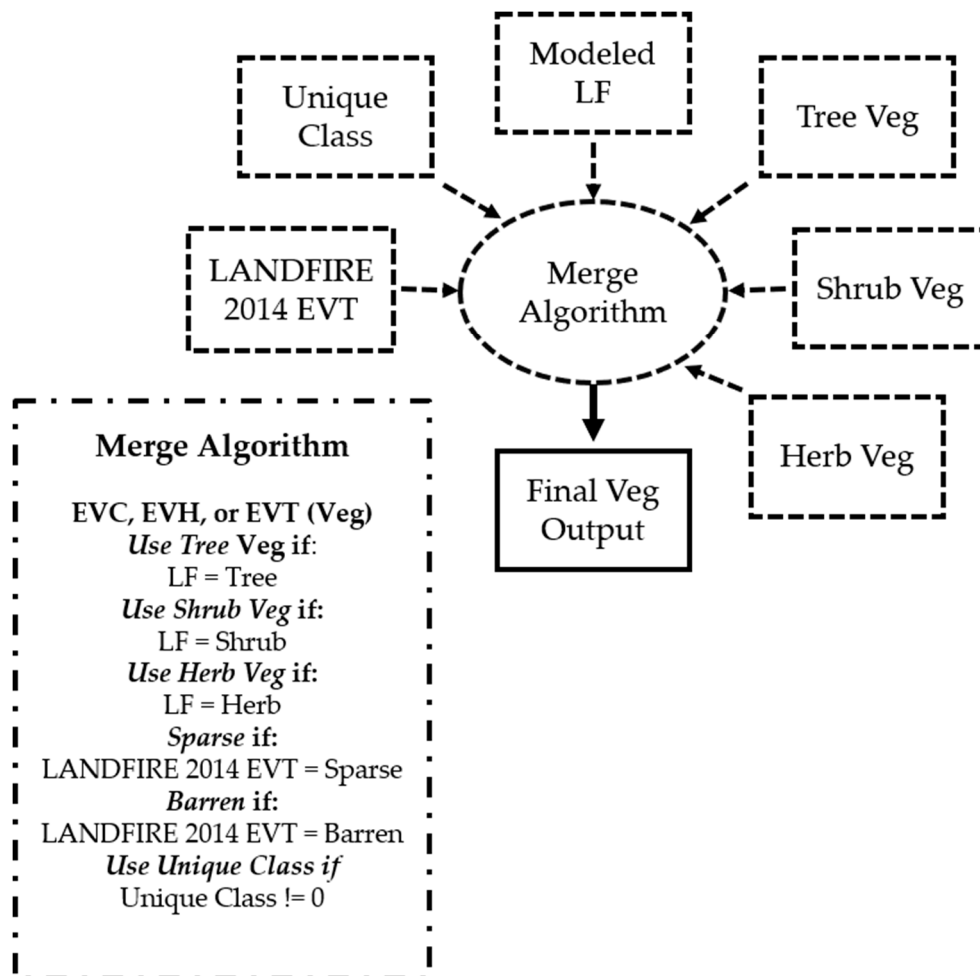 Modeled
LF
Unique
Class
Tree Veg
LANDFIRE
2014 EVT
Merge
Algorithm
Shrub Veg
Herb Veg
Final Veg
Output
Merge Algorithm
EVC, EVH, or EVT (Veg)
Use Tree Veg if:
LF = Tree
Use Shrub Veg if:
LF = Shrub
Use Herb Veg if:
LF = Herb
Sparse if:
LANDFIRE 2014 EVT = Sparse
Barren if:
LANDFIRE 2014 EVT = Barren
Use Unique Class if
Unique Class != 0